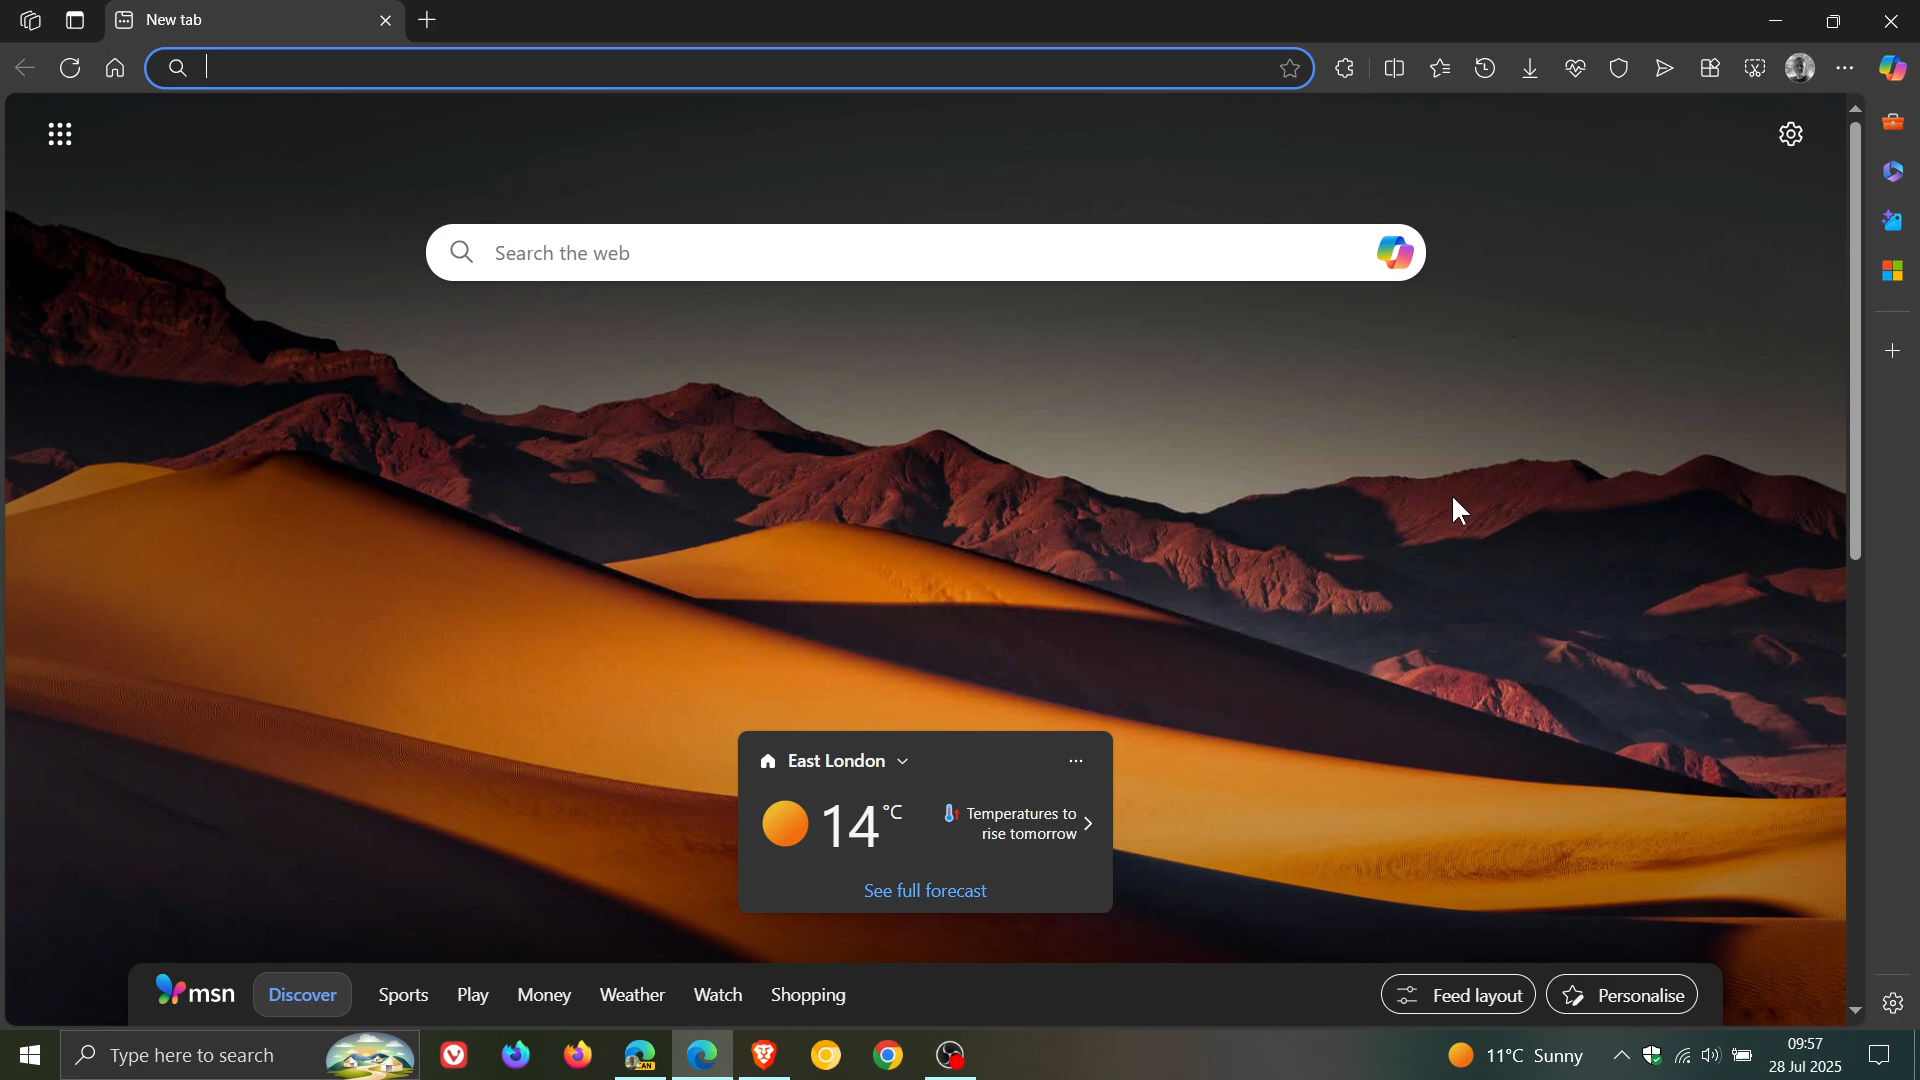 New tab
Search the web
East London
14 °C
Temperatures to
rise tomorrow
See full forecast
msn
Discover
Sports
Play
Money
Weather
Watch
Shopping
Feed layout
Personalise
Type here to search
CAN
11°C Sunny
09:57
28 Jul 2025